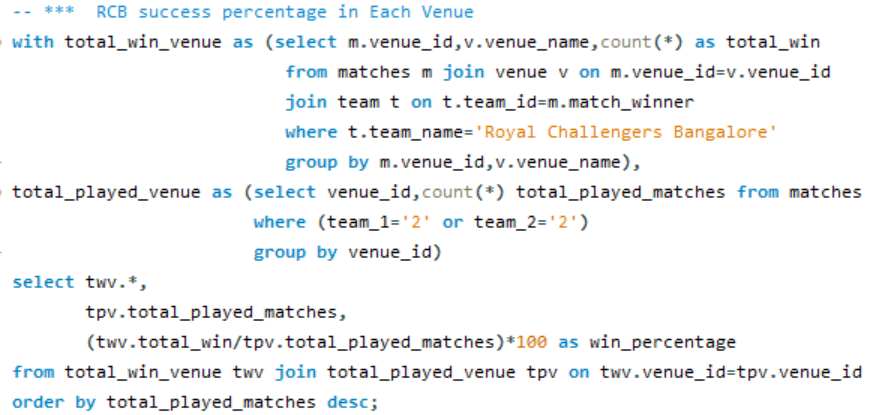 -- ***  RCB success percentage in Each Venue
with total_win_venue as (select m.venue_id,v.venue_name,count(*) as total_win
from matches m join venue v on m.venue_id=v.venue_id
join team t on t.team_id=m.match_winner
where t.team_name='Royal Challengers Bangalore'
group by m.venue_id,v.venue_name),
total_played_venue as (select venue_id,count(*) total_played_matches from matches
where (team_1='2' or team_2='2')
group by venue_id)
select twv.*,
tpv.total_played_matches,
(twv.total_win/tpv.total_played_matches)*100 as win_percentage
from total_win_venue twv join total_played_venue tpv on twv.venue_id=tpv.venue_id
order by total_played_matches desc;